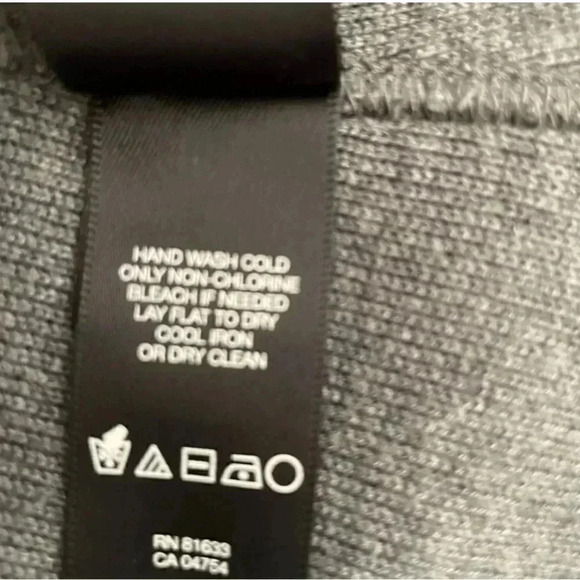 HAND WASH COLD
ONLY NON-CHLORINE
BLEACH IF NEEDED
LAY FLAT TO DRY
COOL IRON
OR DRY CLEAN
RN 81633
CA 04754